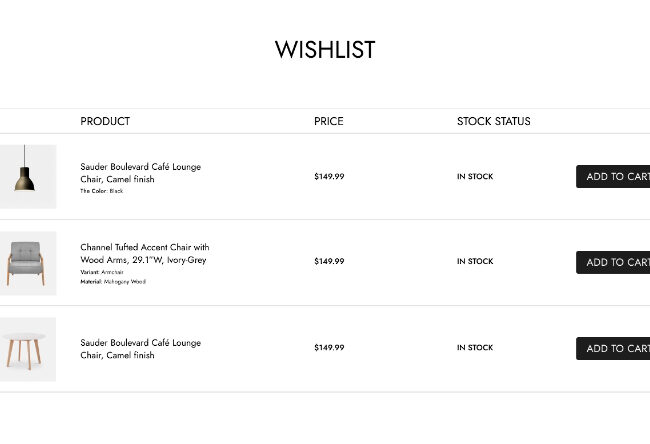 WISHLIST
PRODUCT PRICE STOCK STATUS
Sauder Boulevard Café Lounge
Chair, Camel finish
The Color: Black
$149.99
IN STOCK
ADD TO CART
Channel Tufted Accent Chair with
Wood Arms, 29.1"W, Ivory-Grey
Variant: Armchair
Material: Mahogany Wood
$149.99
IN STOCK
ADD TO CART
Sauder Boulevard Café Lounge
Chair, Camel finish
$149.99
IN STOCK
ADD TO CART